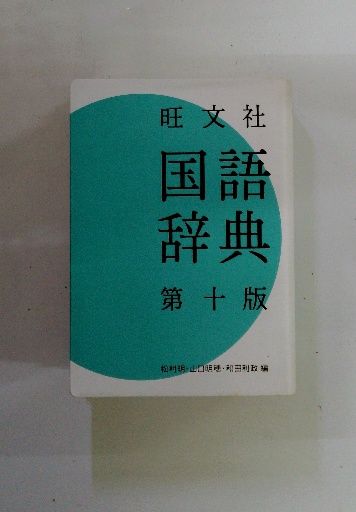 旺文社
国語
辞典
第十版
松村明・山口明穂・和田利政 編